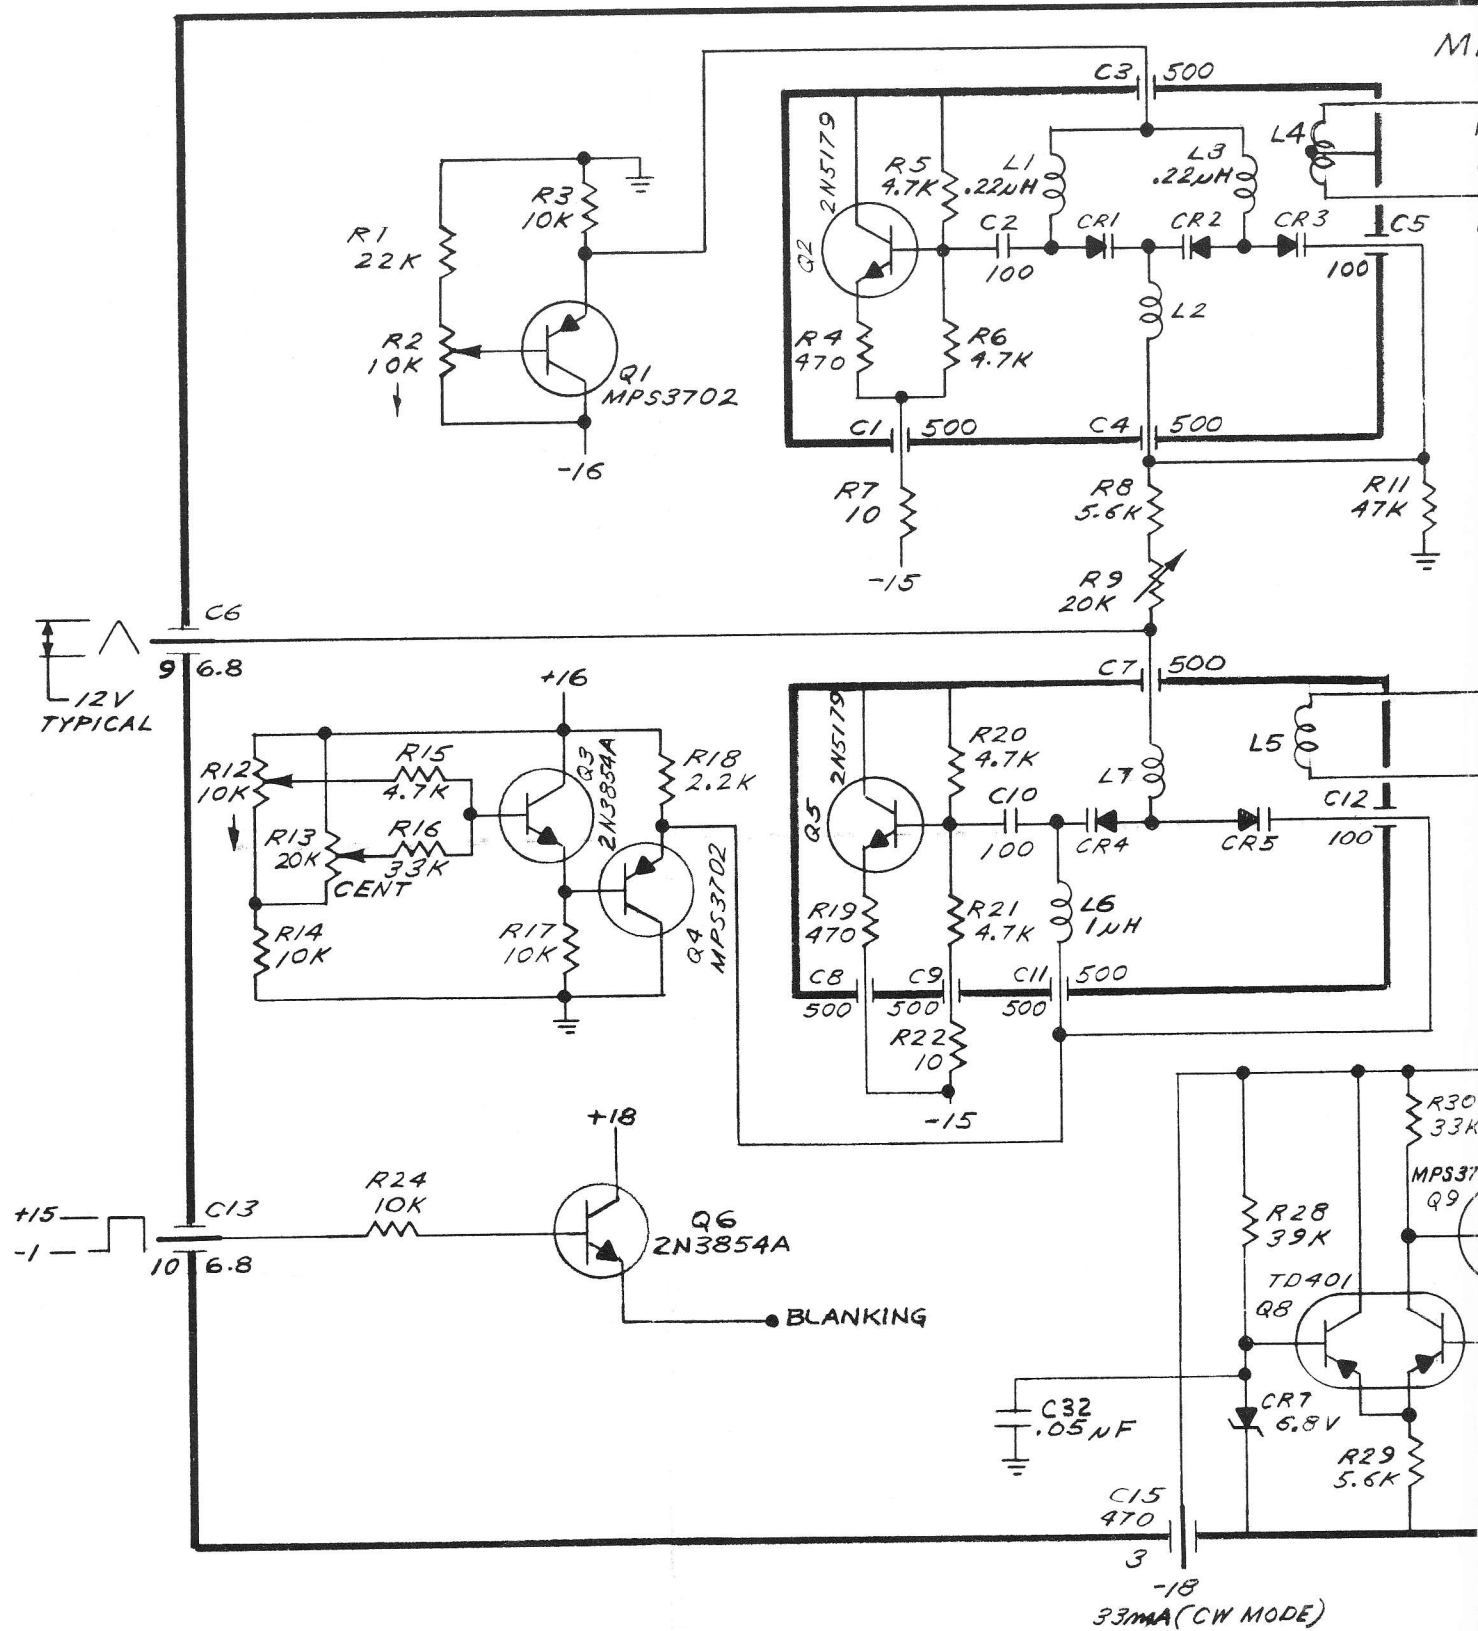 C3 500
2N5179
Q2
R5
4.7K
L1
.22µH
L3
.22µH
L4
R3
10K
R1
22K
C2
100
CR1
CR2
CR3
C5
100
L2
R2
10K
R4
470
R6
4.7K
Q1
MPS3702
-16
C1 500
C4 500
R7
10
-15
R8
5.6K
R11
47K
R9
20K
C6
9 6.8
12V
TYPICAL
C7 500
+16
2N5179
Q5
R20
4.7K
L5
L7
R12
10K
R15
4.7K
Q3
2N3854A
R18
2.2K
C10
100
CR4
CR5
C12
100
R13
20K
CENT
R16
33K
Q4
MPS3702
R14
10K
R17
10K
R19
470
R21
4.7K
L6
1µH
C8
500
C9
500
C11 500
500
R22
10
-15
R30
33K
+18
R24
10K
C13
+15
-1
10 6.8
Q6
2N3854A
BLANKING
R28
39K
MPS37
Q9
TD401
Q8
C32
.05µF
CR7
6.8V
R29
5.6K
C15
470
3
-18
33mA (CW MODE)